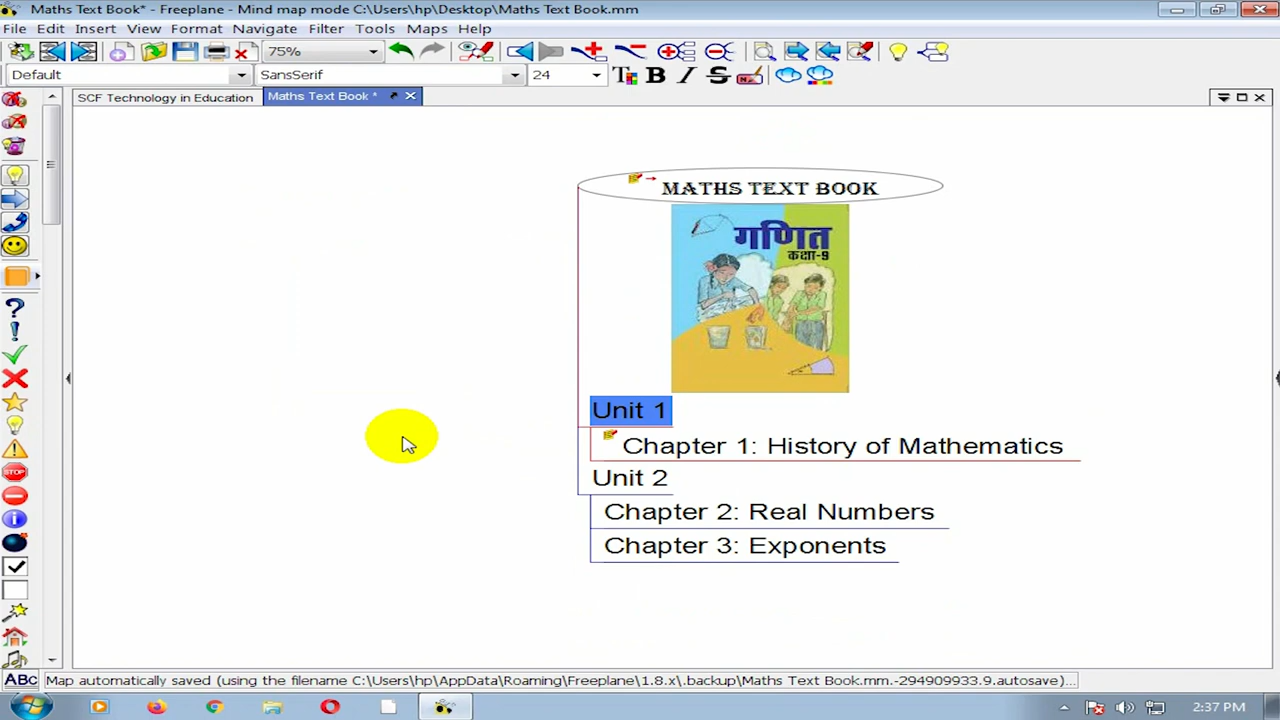 Maths Text Book* - Freeplane - Mind map mode C:\Users\hp\Desktop\Maths Text Book.mm
File Edit Insert View Format Navigate Filter Tools Maps Help
75%
Default SansSerif 24
SCF Technology in Education Maths Text Book *
MATHS TEXT BOOK
गणित
कक्षा-9
Unit 1
Chapter 1: History of Mathematics
Unit 2
Chapter 2: Real Numbers
Chapter 3: Exponents
STOP
ABC Map automatically saved (using the filename C:\Users\hp\AppData\Roaming\Freeplane\1.8.x\.backup\Maths Text Book.mm.-294909933.9.autosave)...
2:37 PM